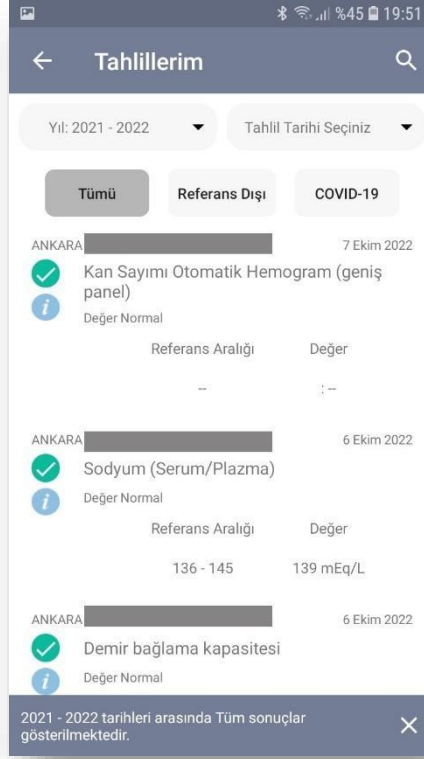 %45 19:51
Tahlillerim
Yıl: 2021 - 2022 Tahlil Tarihi Seçiniz
Tümü Referans Dışı COVID-19
ANKARA 7 Ekim 2022
Kan Sayımı Otomatik Hemogram (geniş
panel)
i
Değer Normal
Referans Aralığı Değer
-- : --
ANKARA 6 Ekim 2022
Sodyum (Serum/Plazma)
i
Değer Normal
Referans Aralığı Değer
136 - 145 139 mEq/L
ANKARA 6 Ekim 2022
Demir bağlama kapasitesi
i
Değer Normal
2021 - 2022 tarihleri arasında Tüm sonuçlar
gösterilmektedir.